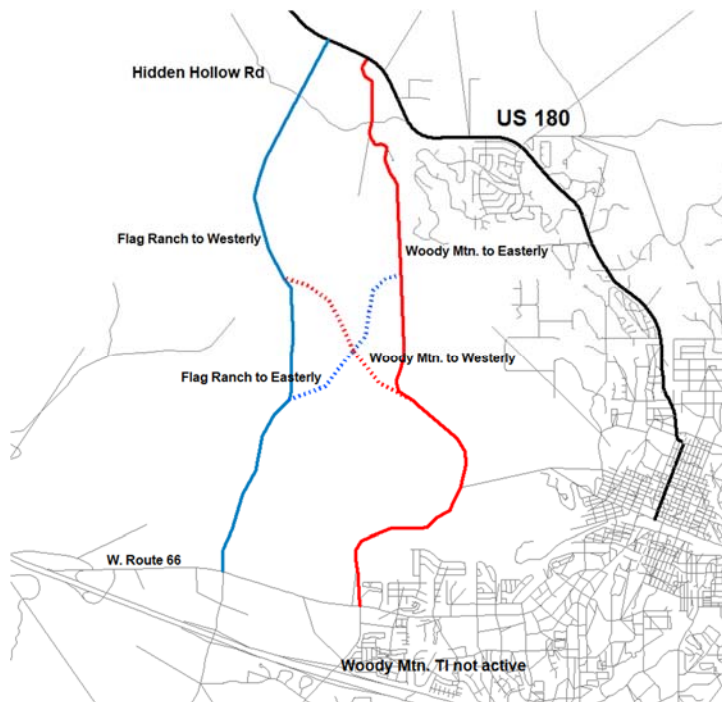 Hidden Hollow Rd
US 180
Flag Ranch to Westerly
Woody Mtn. to Easterly
Woody Mtn. to Westerly
Flag Ranch to Easterly
W. Route 66
Woody Mtn. TI not active